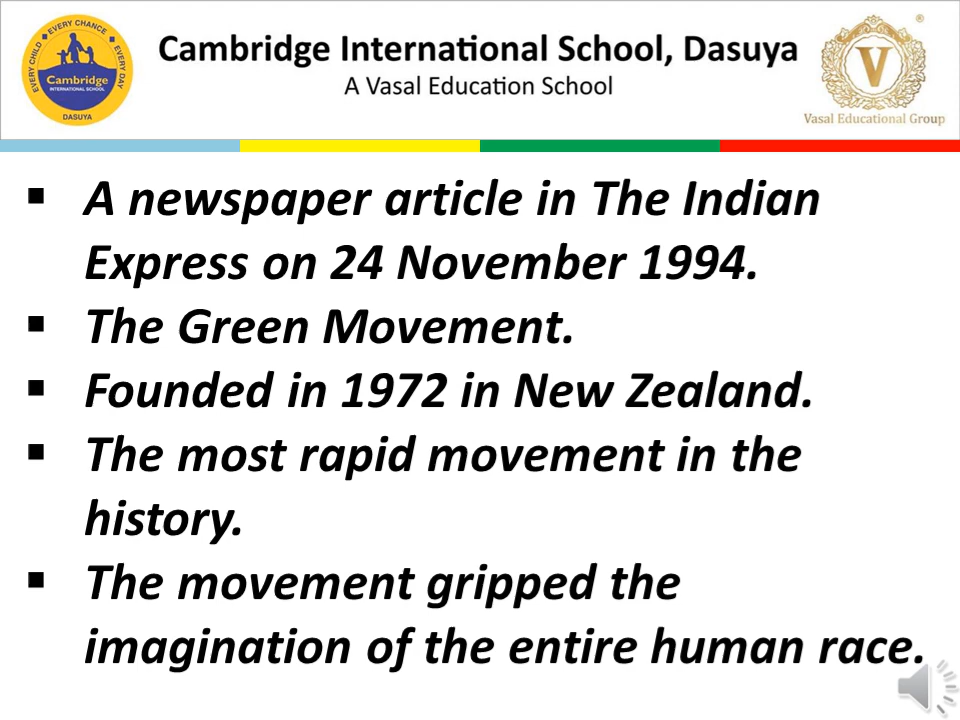 EVERY CHILD • EVERY CHANCE • EVERY DAY
Cambridge
INTERNATIONAL SCHOOL
DASUYA
Cambridge International School, Dasuya
A Vasal Education School
V
®
Vasal Educational Group
▪ A newspaper article in The Indian
Express on 24 November 1994.
▪ The Green Movement.
▪ Founded in 1972 in New Zealand.
▪ The most rapid movement in the
history.
▪ The movement gripped the
imagination of the entire human race.